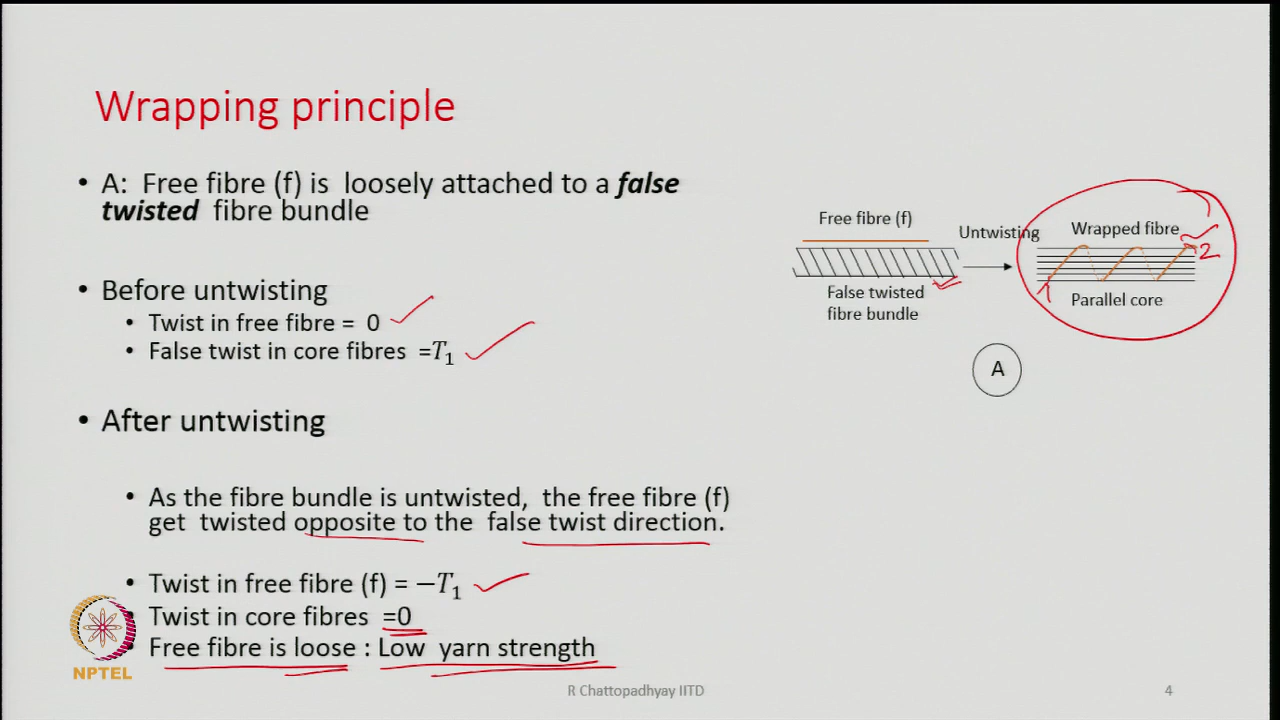 Wrapping principle
• A: Free fibre (f) is loosely attached to a false
twisted fibre bundle
• Before untwisting
• Twist in free fibre = 0
• False twist in core fibres =T₁
• After untwisting
• As the fibre bundle is untwisted, the free fibre (f)
get twisted opposite to the false twist direction.
• Twist in free fibre (f) = −T₁
• Twist in core fibres =0
• Free fibre is loose : Low yarn strength
Free fibre (f)
False twisted
fibre bundle
Untwisting
Wrapped fibre
1
2
Parallel core
A
NPTEL
R Chattopadhyay IITD
4